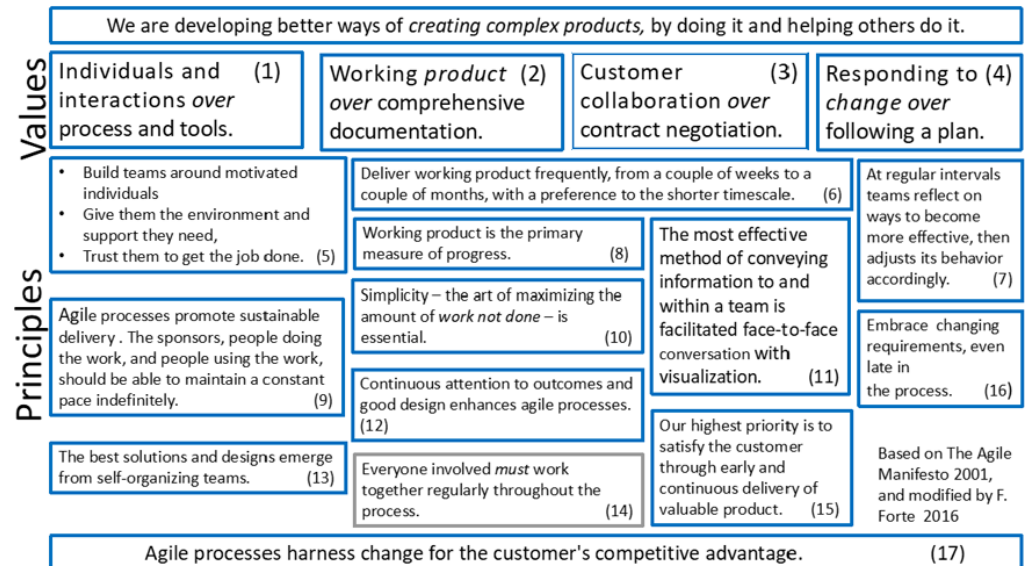 We are developing better ways of creating complex products, by doing it and helping others do it.
Values
Individuals and (1)
interactions over
process and tools.
Working product (2)
over comprehensive
documentation.
Customer (3)
collaboration over
contract negotiation.
Responding to (4)
change over
following a plan.
Principles
• Build teams around motivated
individuals
• Give them the environment and
support they need,
• Trust them to get the job done. (5)
Deliver working product frequently, from a couple of weeks to a
couple of months, with a preference to the shorter timescale. (6)
At regular intervals
teams reflect on
ways to become
more effective, then
adjusts its behavior
accordingly. (7)
Working product is the primary
measure of progress. (8)
Agile processes promote sustainable
delivery . The sponsors, people doing
the work, and people using the work,
should be able to maintain a constant
pace indefinitely. (9)
Simplicity – the art of maximizing the
amount of work not done – is
essential. (10)
The most effective
method of conveying
information to and
within a team is
facilitated face-to-face
conversation with
visualization. (11)
Continuous attention to outcomes and
good design enhances agile processes.
(12)
The best solutions and designs emerge
from self-organizing teams. (13)
Everyone involved must work
together regularly throughout the
process. (14)
Our highest priority is to
satisfy the customer
through early and
continuous delivery of
valuable product. (15)
Embrace changing
requirements, even
late in
the process. (16)
Based on The Agile
Manifesto 2001,
and modified by F.
Forte 2016
Agile processes harness change for the customer's competitive advantage. (17)